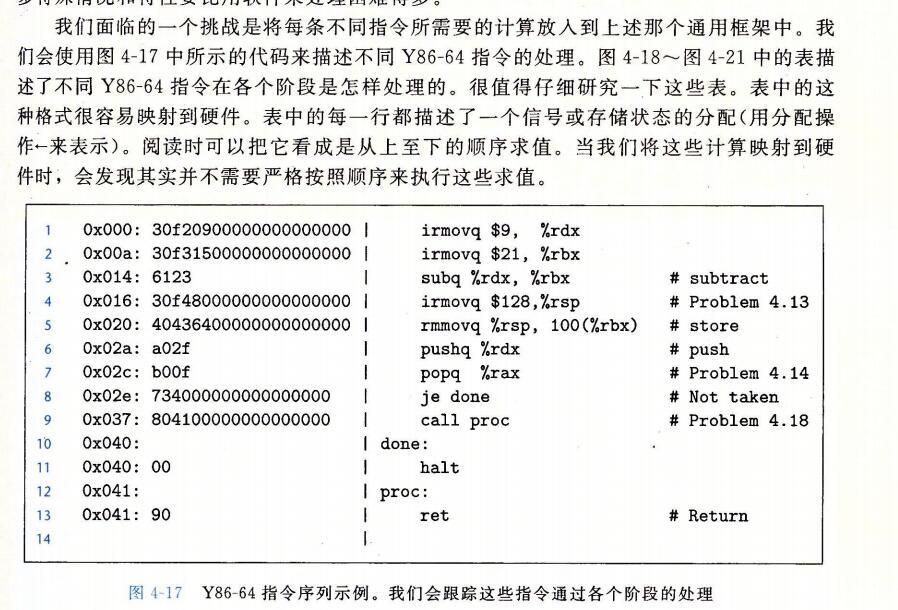 我们面临的一个挑战是将每条不同指令所需要的计算放入到上述那个通用框架中。我
们会使用图 4-17 中所示的代码来描述不同 Y86-64 指令的处理。图 4-18～图 4-21 中的表描
述了不同 Y86-64 指令在各个阶段是怎样处理的。很值得仔细研究一下这些表。表中的这
种格式很容易映射到硬件。表中的每一行都描述了一个信号或存储状态的分配(用分配操
作←来表示)。阅读时可以把它看成是从上至下的顺序求值。当我们将这些计算映射到硬
件时，会发现其实并不需要严格按照顺序来执行这些求值。
1 0x000: 30f20900000000000000 | irmovq $9, %rdx
2 0x00a: 30f31500000000000000 | irmovq $21, %rbx
3 0x014: 6123 | subq %rdx, %rbx # subtract
4 0x016: 30f48000000000000000 | irmovq $128,%rsp # Problem 4.13
5 0x020: 40436400000000000000 | rmmovq %rsp, 100(%rbx) # store
6 0x02a: a02f | pushq %rdx # push
7 0x02c: b00f | popq %rax # Problem 4.14
8 0x02e: 734000000000000000 | je done # Not taken
9 0x037: 804100000000000000 | call proc # Problem 4.18
10 0x040: | done:
11 0x040: 00 | halt
12 0x041: | proc:
13 0x041: 90 | ret # Return
14 |
图 4-17 Y86-64 指令序列示例。我们会跟踪这些指令通过各个阶段的处理